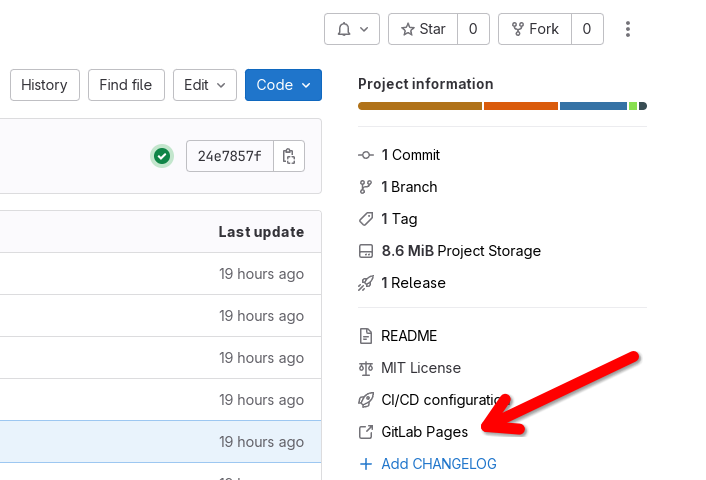 Star 0 Fork 0
History Find file Edit Code
Project information
24e7857f
1 Commit
1 Branch
Last update
1 Tag
8.6 MiB Project Storage
19 hours ago
1 Release
19 hours ago
README
19 hours ago
MIT License
19 hours ago
CI/CD configuration
19 hours ago
GitLab Pages
Add CHANGELOG